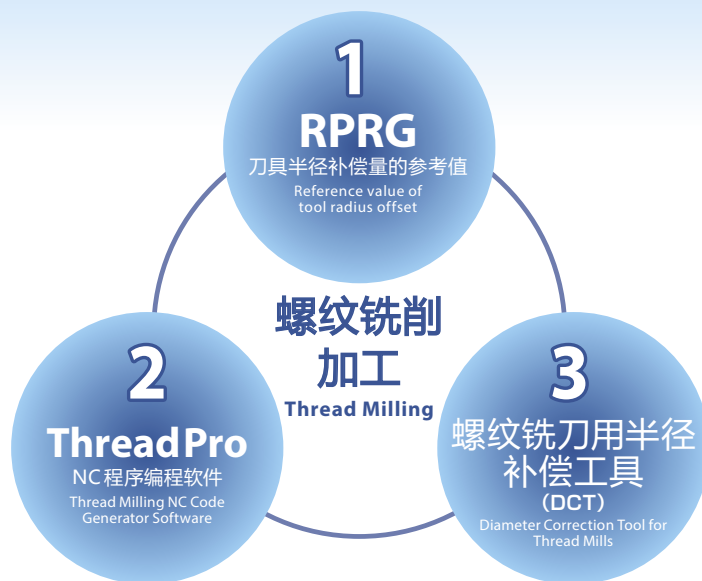 1
RPRG
刀具半径补偿量的参考值
Reference value of
tool radius offset
螺纹铣削
加工
Thread Milling
2
ThreadPro
NC程序编程软件
Thread Milling NC Code
Generator Software
3
螺纹铣刀用半径
补偿工具
(DCT)
Diameter Correction Tool for
Thread Mills